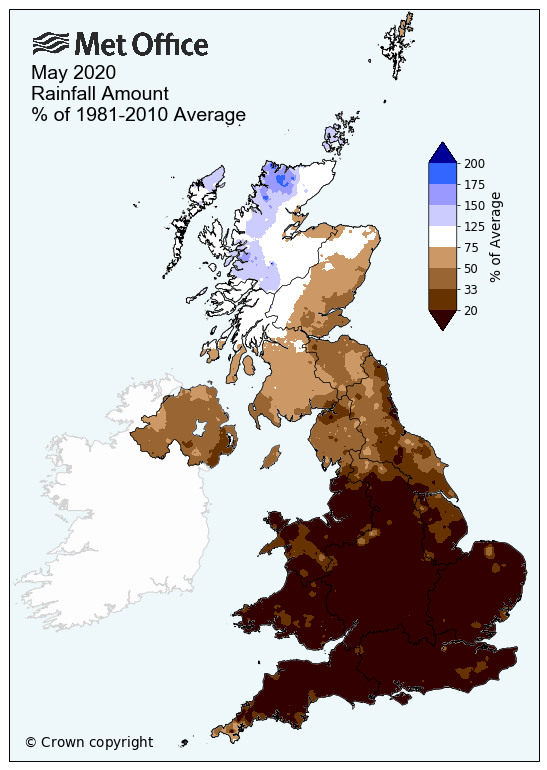 Met Office
May 2020
Rainfall Amount
% of 1981-2010 Average
200
175
150
125
75
50
33
20
% of Average
© Crown copyright